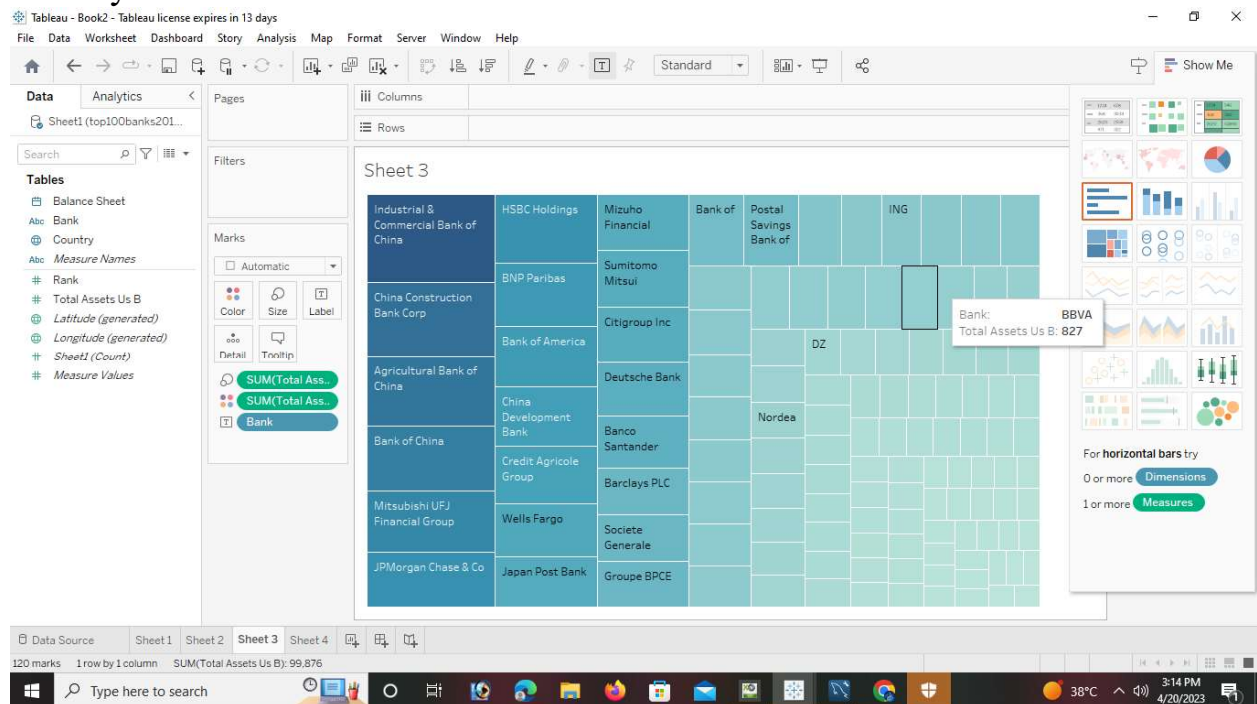 Tableau - Book2 - Tableau license expires in 13 days
File Data Worksheet Dashboard Story Analysis Map Format Server Window Help
Standard
Show Me
Data Analytics
Sheet1 (top100banks201...
Search
Tables
Balance Sheet
Abc Bank
Country
Abc Measure Names
# Rank
# Total Assets Us B
Latitude (generated)
Longitude (generated)
# Sheet1 (Count)
# Measure Values
Pages
Filters
Marks
Automatic
Color Size Label
Detail Tooltip
SUM(Total Ass..
SUM(Total Ass..
Bank
Columns
Rows
Sheet 3
Industrial &
Commercial Bank of
China
China Construction
Bank Corp
Agricultural Bank of
China
Bank of China
Mitsubishi UFJ
Financial Group
JPMorgan Chase & Co
HSBC Holdings
BNP Paribas
Bank of America
China
Development
Bank
Credit Agricole
Group
Wells Fargo
Japan Post Bank
Mizuho
Financial
Sumitomo
Mitsui
Citigroup Inc
Deutsche Bank
Banco
Santander
Barclays PLC
Societe
Generale
Groupe BPCE
Bank of
Postal
Savings
Bank of
ING
DZ
Nordea
Bank: BBVA
Total Assets Us B: 827
For horizontal bars try
0 or more Dimensions
1 or more Measures
Data Source Sheet 1 Sheet 2 Sheet 3 Sheet 4
120 marks 1 row by 1 column SUM(Total Assets Us B): 99,876
Type here to search
38°C
3:14 PM
4/20/2023